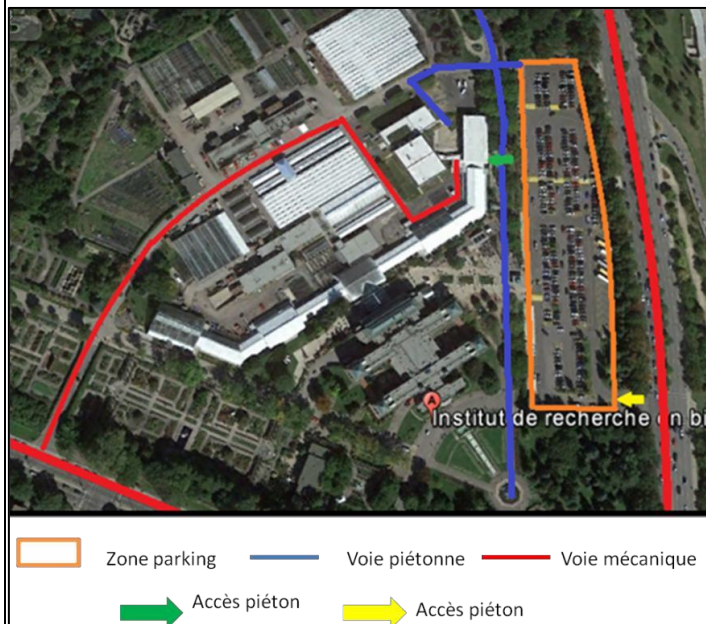 A
Institut de recherche en bi
Zone parking
Voie piétonne
Voie mécanique
Accès piéton
Accès piéton